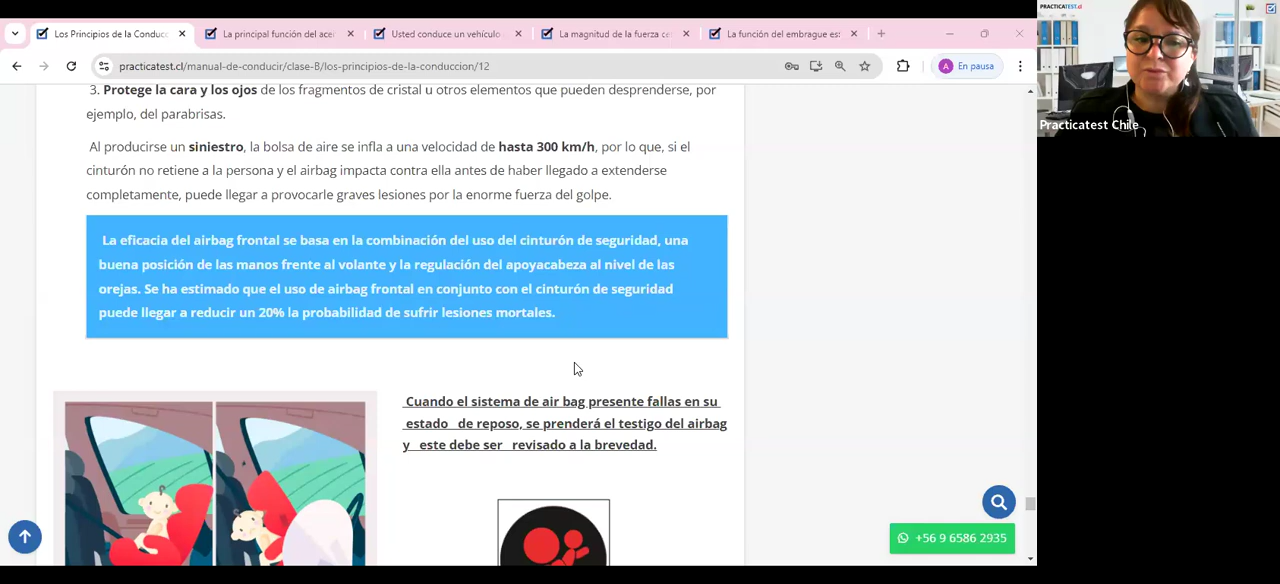 Los Principios de la Conducc
La principal función del ace
Usted conduce un vehículo
La magnitud de la fuerza ce
La función del embrague es
practicatest.cl/manual-de-conducir/clase-B/los-principios-de-la-conduccion/12
A
En pausa
PRACTICATEST.cl
Practicatest Chile
3. Protege la cara y los ojos de los fragmentos de cristal u otros elementos que pueden desprenderse, por
ejemplo, del parabrisas.
Al producirse un siniestro, la bolsa de aire se infla a una velocidad de hasta 300 km/h, por lo que, si el
cinturón no retiene a la persona y el airbag impacta contra ella antes de haber llegado a extenderse
completamente, puede llegar a provocarle graves lesiones por la enorme fuerza del golpe.
La eficacia del airbag frontal se basa en la combinación del uso del cinturón de seguridad, una
buena posición de las manos frente al volante y la regulación del apoyacabeza al nivel de las
orejas. Se ha estimado que el uso de airbag frontal en conjunto con el cinturón de seguridad
puede llegar a reducir un 20% la probabilidad de sufrir lesiones mortales.
Cuando el sistema de air bag presente fallas en su
estado de reposo, se prenderá el testigo del airbag
y este debe ser revisado a la brevedad.
+56 9 6586 2935